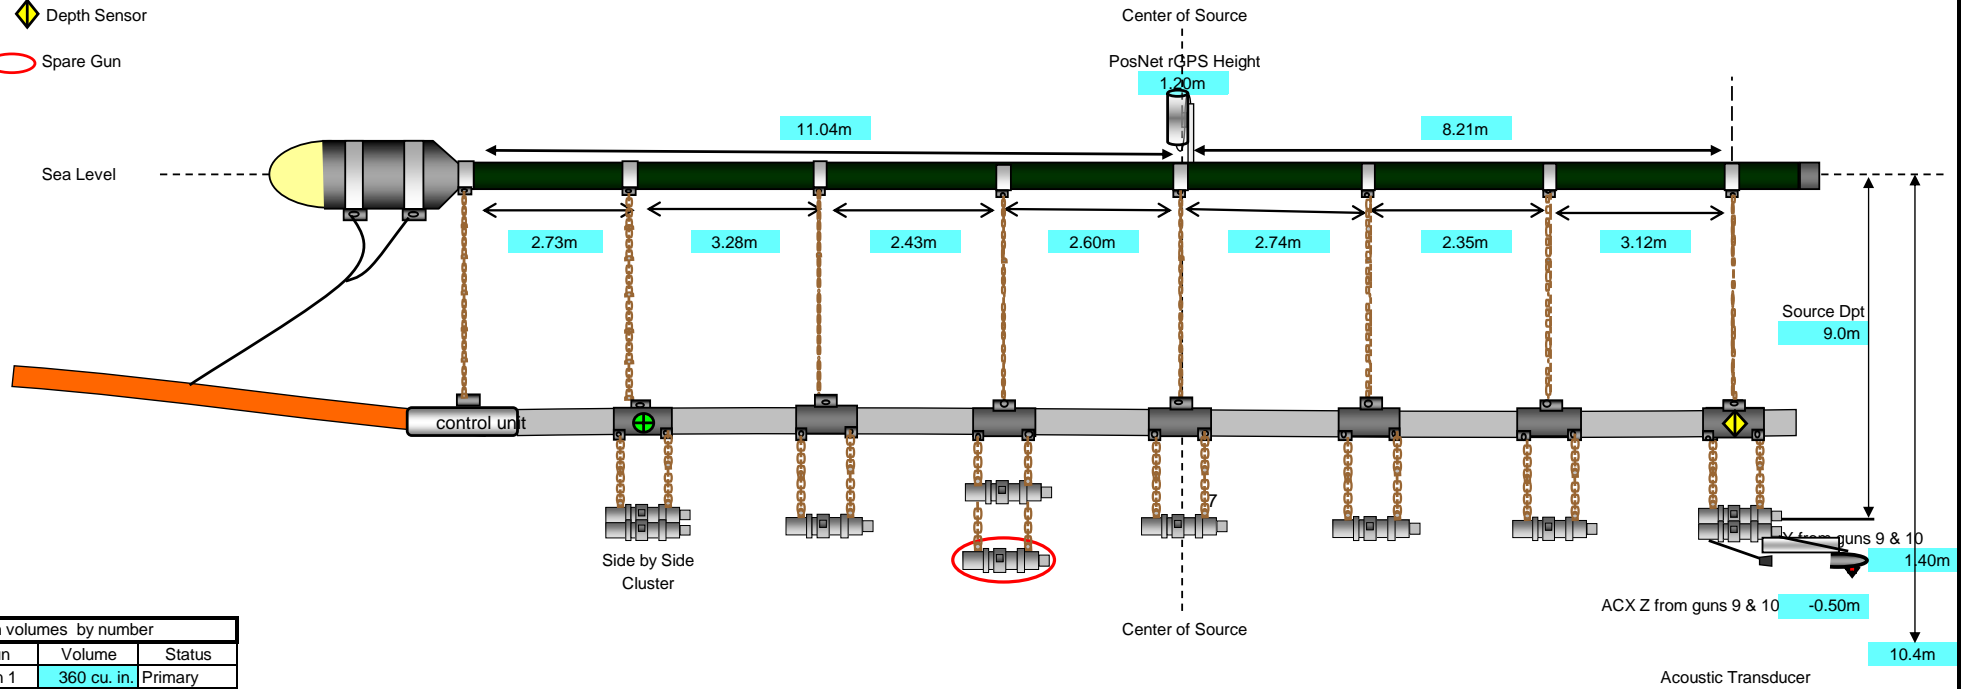 Depth Sensor
Center of Source
Spare Gun
PosNet rGPS Height
1.20m
11.04m
8.21m
Sea Level
2.73m
3.28m
2.43m
2.60m
2.74m
2.35m
3.12m
Source Dpt
9.0m
control unit
7
Side by Side
Cluster
from guns 9 & 10
1.40m
ACX Z from guns 9 & 10
-0.50m
Center of Source
10.4m
Acoustic Transducer
volumes by number
Volume
Status
1
360 cu. in.
Primary